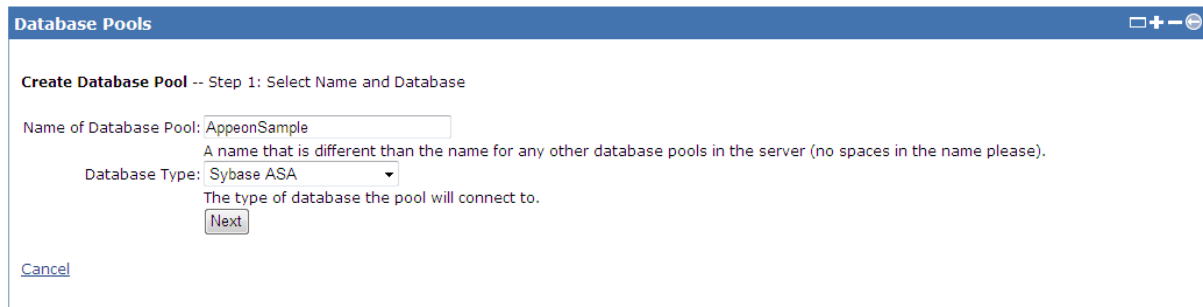 Database Pools
Create Database Pool -- Step 1: Select Name and Database
Name of Database Pool: AppeonSample
A name that is different than the name for any other database pools in the server (no spaces in the name please).
Database Type: Sybase ASA
The type of database the pool will connect to.
Next
Cancel